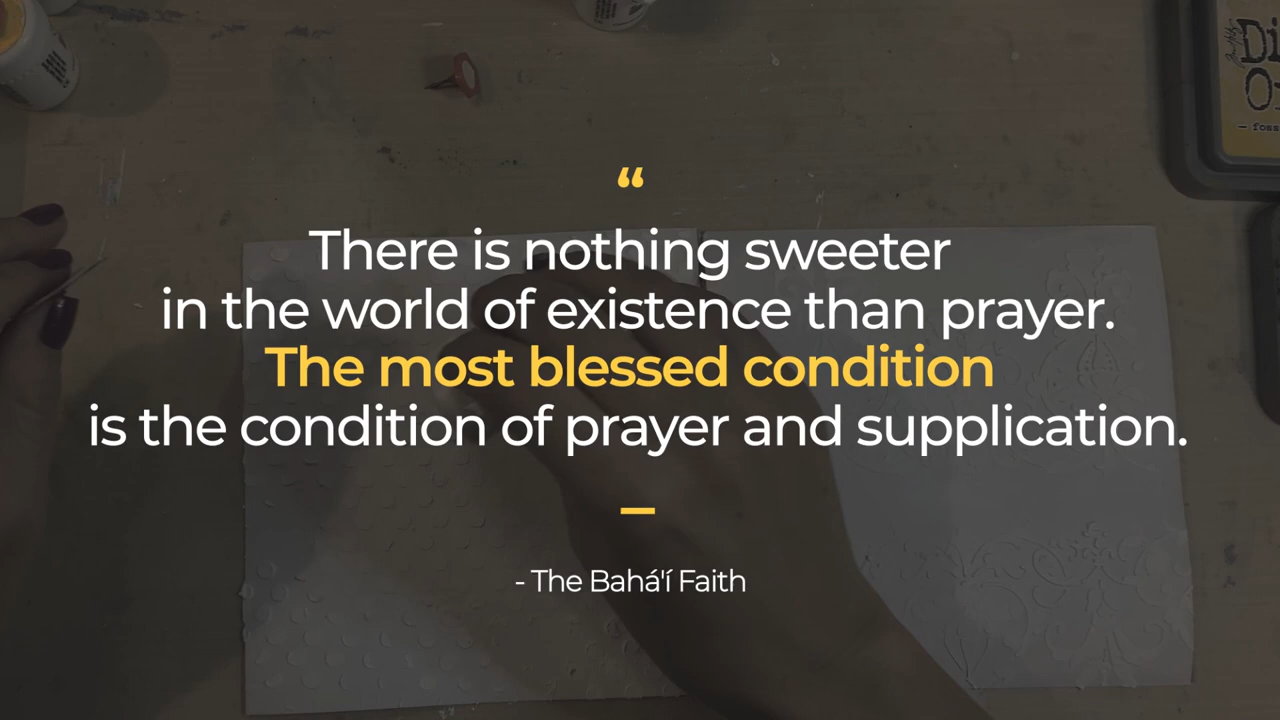 “
There is nothing sweeter
in the world of existence than prayer.
The most blessed condition
is the condition of prayer and supplication.
- The Bahá'í Faith